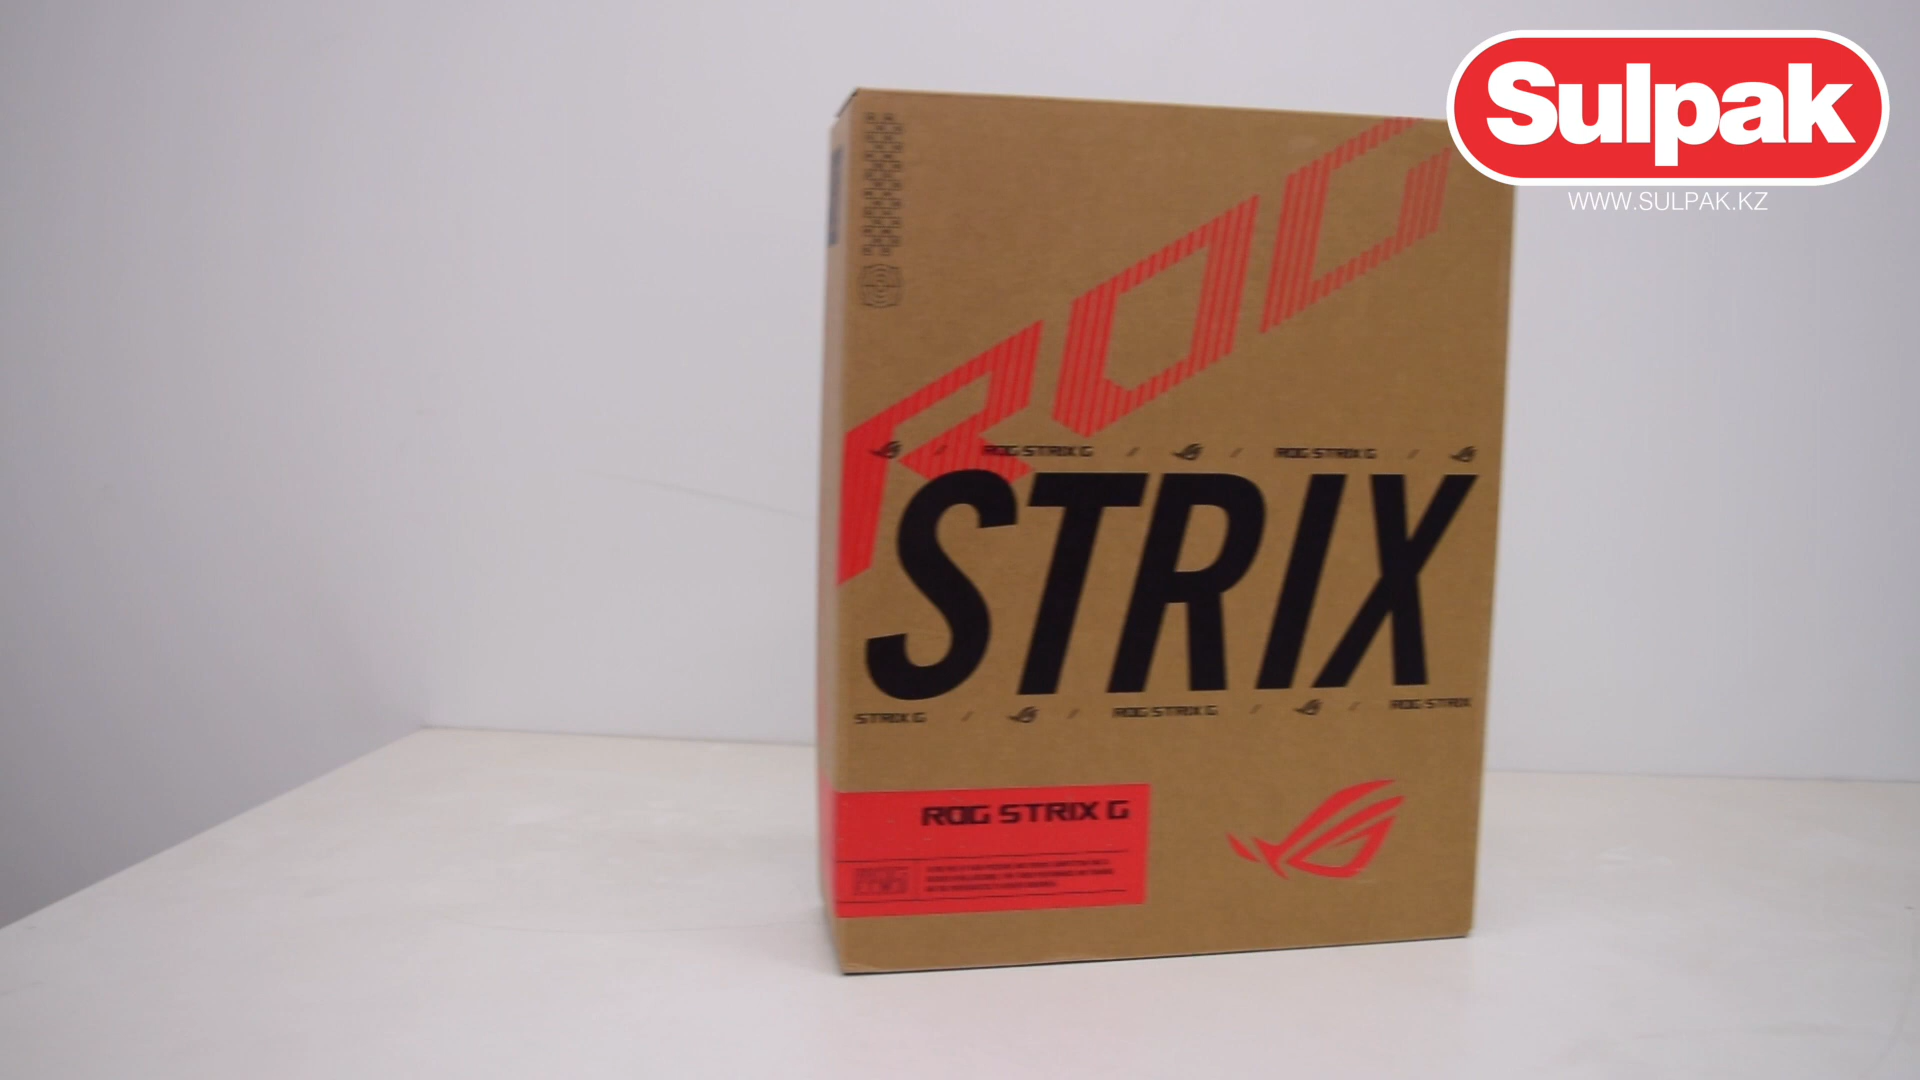 Sulpak
WWW.SULPAK.KZ
ROG
ROG STRIX G / / ROG STRIX G /
STRIX
STRIX G / / ROG STRIX G / / ROG STRIX
ROG STRIX G